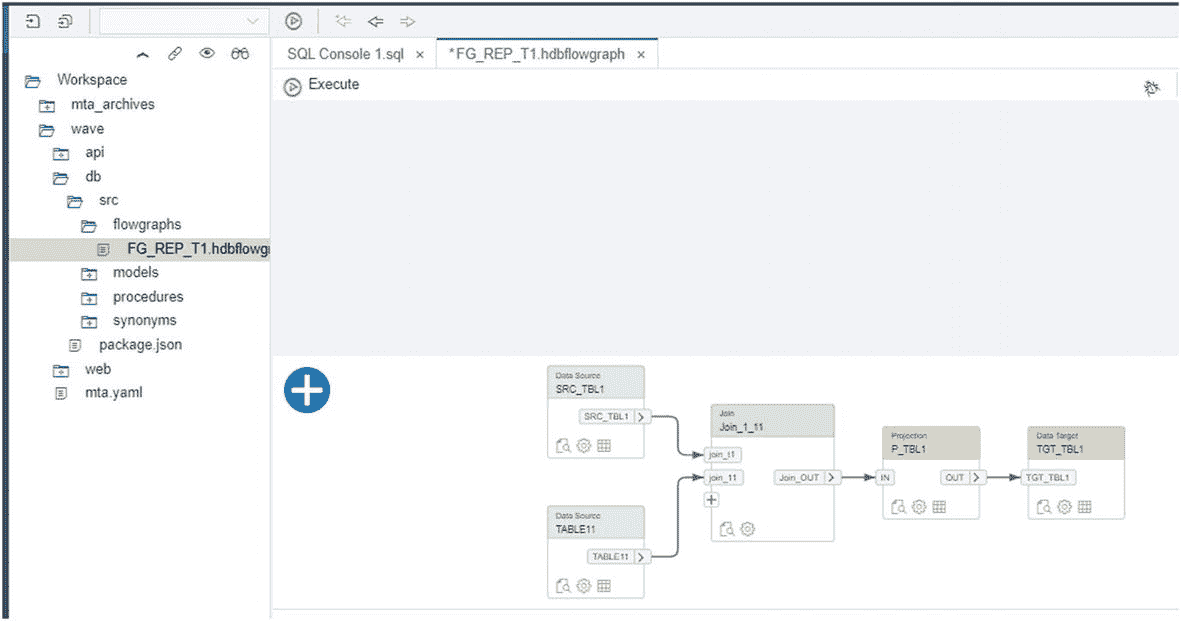 SQL Console 1.sql ×
*FG_REP_T1.hdbflowgraph ×
Execute
Workspace
mta_archives
wave
api
db
src
flowgraphs
FG_REP_T1.hdbflowgr
models
procedures
synonyms
package.json
web
mta.yaml
Data Source
SRC_TBL1
SRC_TBL1
Data Source
TABLE11
TABLE11
Join
Join_1_11
join_t1
join_11
Join_OUT
Projection
P_TBL1
IN
OUT
Data Target
TGT_TBL1
TGT_TBL1